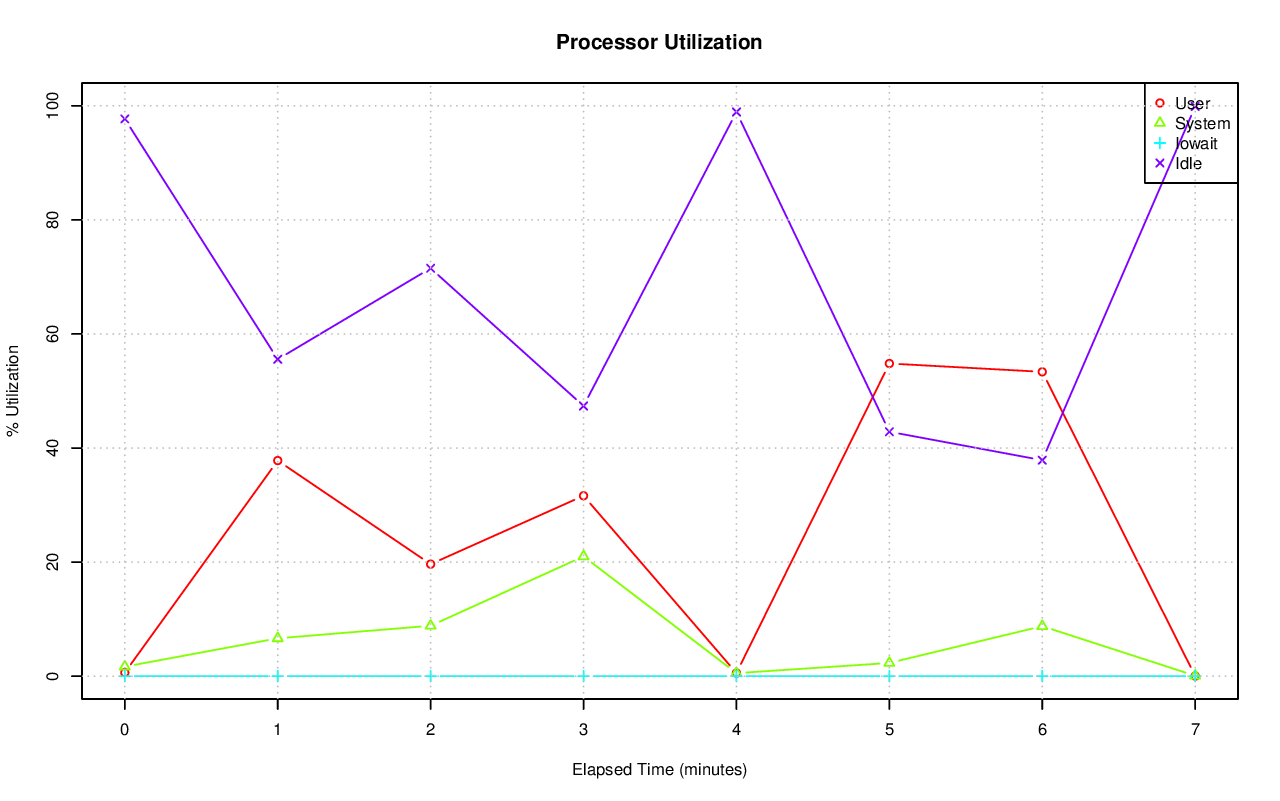 Processor Utilization
100
80
60
40
20
0
% Utilization
User
System
Iowait
Idle
0 1 2 3 4 5 6 7
Elapsed Time (minutes)